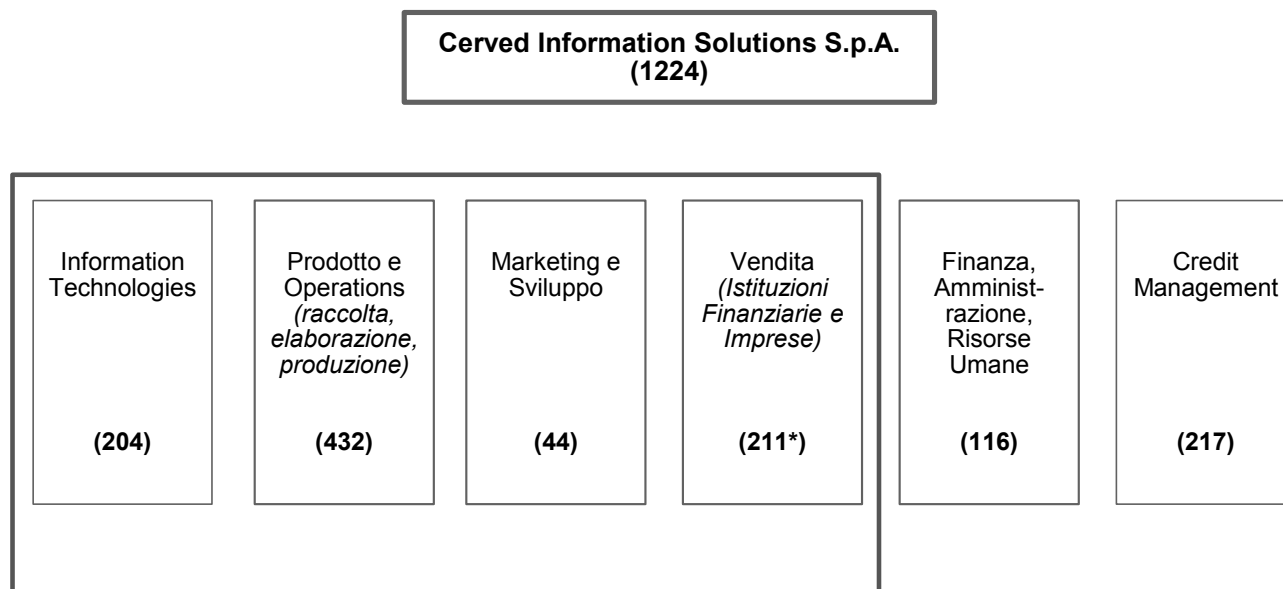 Cerved Information Solutions S.p.A.
(1224)
Information
Technologies
(204)
Prodotto e
Operations
(raccolta,
elaborazione,
produzione)
(432)
Marketing e
Sviluppo
(44)
Vendita
(Istituzioni
Finanziarie e
Imprese)
(211*)
Finanza,
Amminist-
razione,
Risorse
Umane
(116)
Credit
Management
(217)